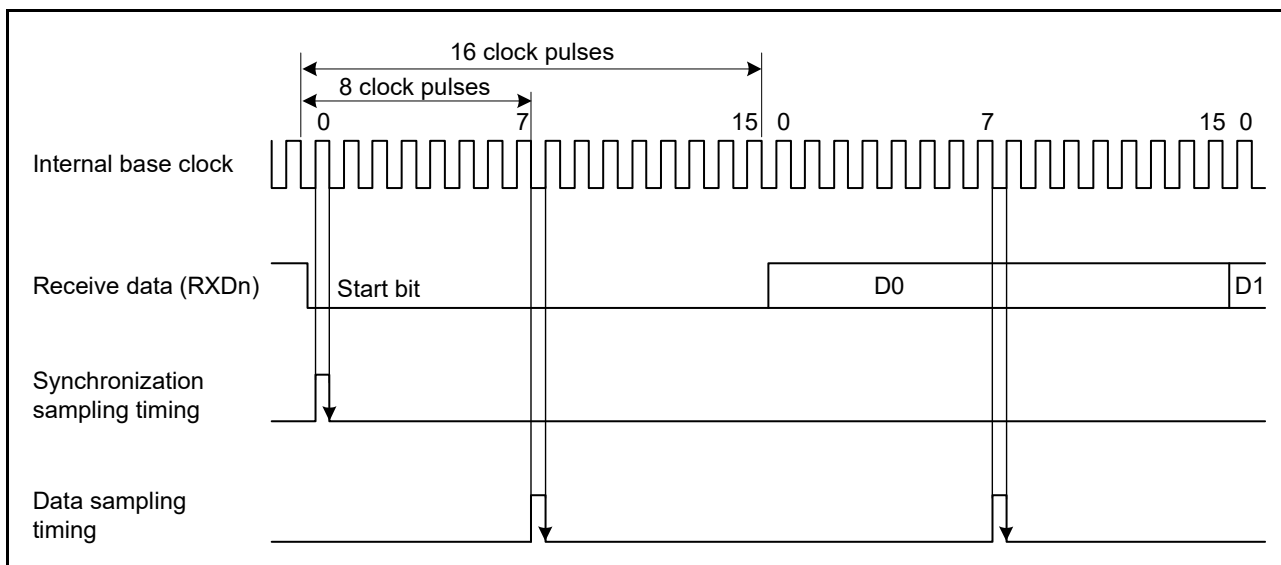 16 clock pulses
8 clock pulses
0 7 15 0 7 15 0
Internal base clock
Receive data (RXDn)
Start bit
D0
D1
Synchronization
sampling timing
Data sampling
timing